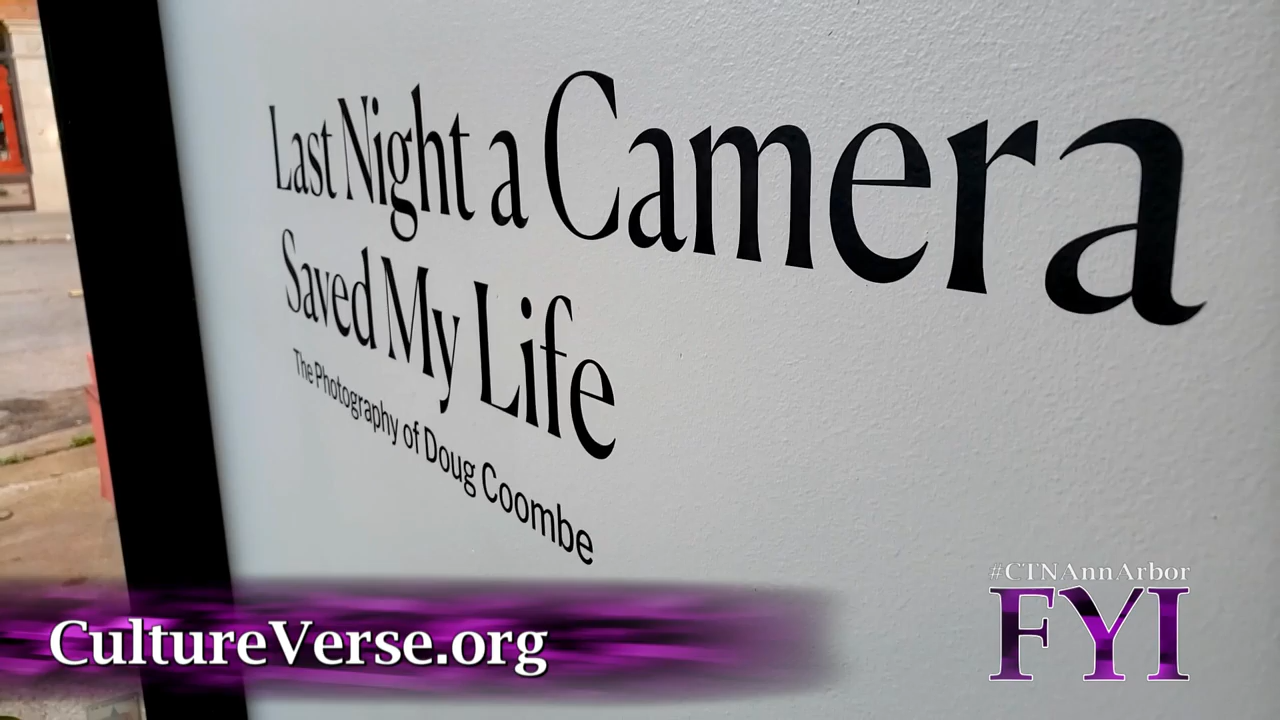 Last Night a Camera
Saved My Life
The Photography of Doug Coombe
CultureVerse.org
#CTNAnnArbor
FYI